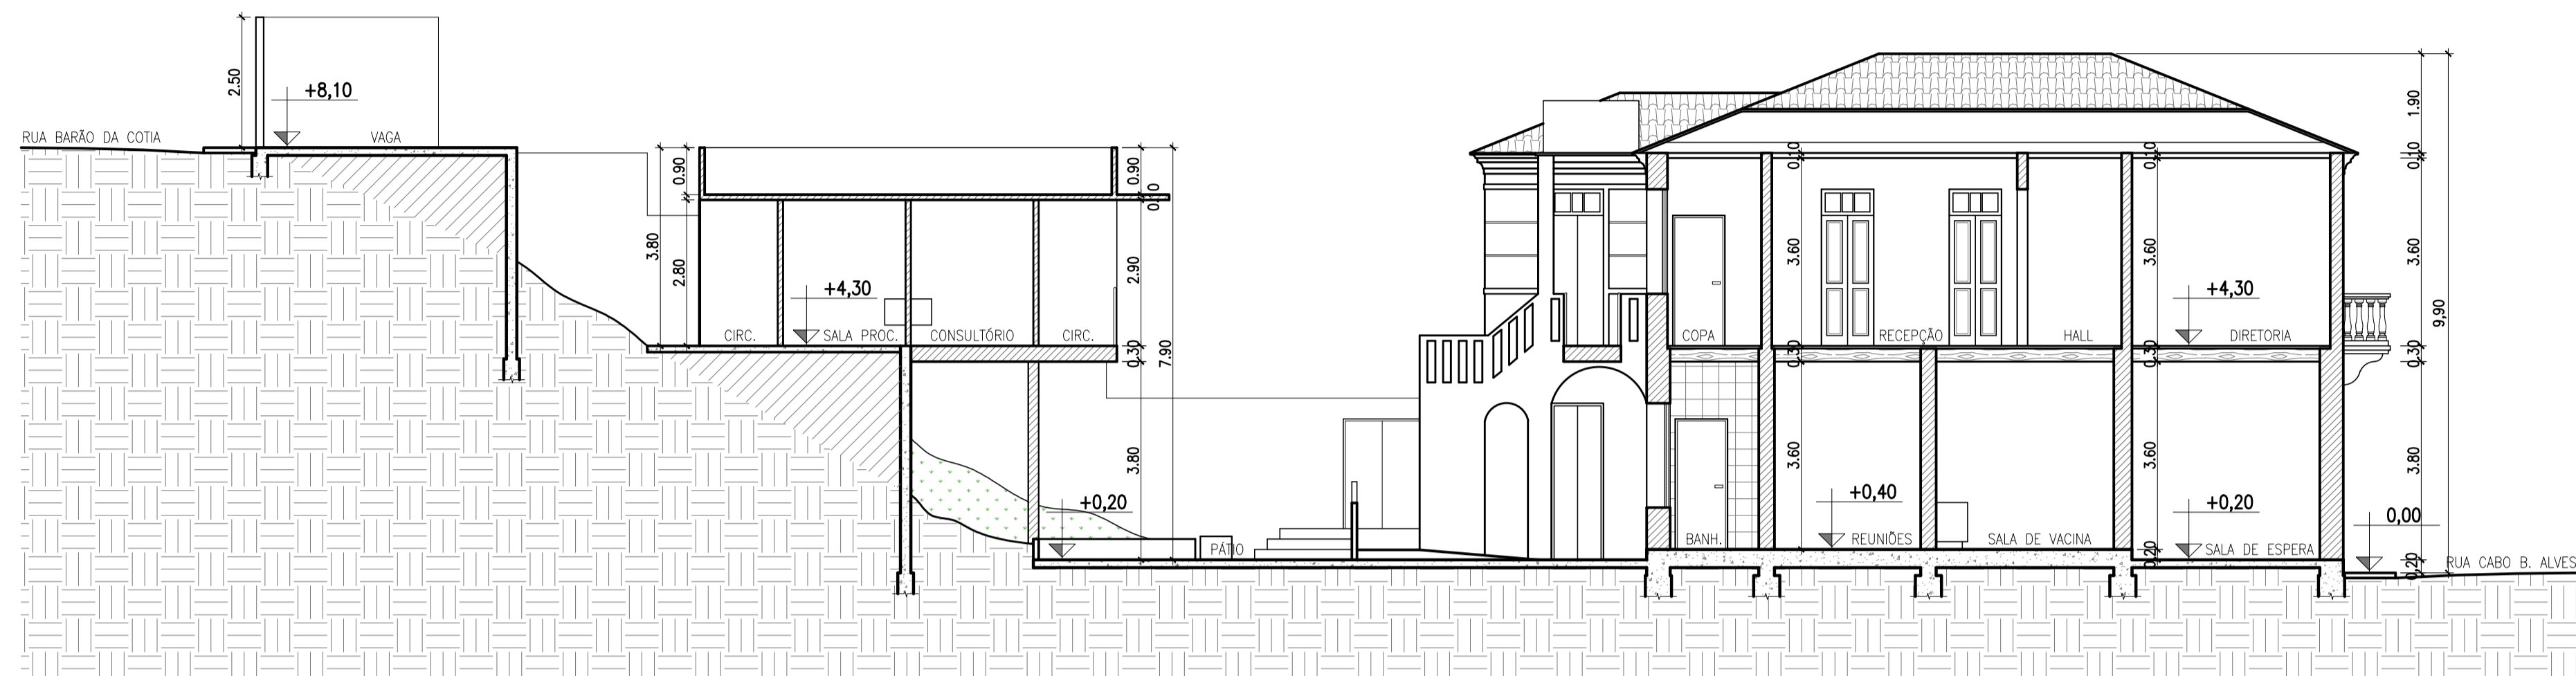 2.50
+8,10
RUA BARÃO DA COTIA
VAGA
0.90
3.80
2.80
0.90
0.10
2.90
0.30
7.90
3.80
+4,30
CIRC.
SALA PROC.
CONSULTÓRIO
CIRC.
+0,20
PÁTIO
0.10
0.10
1.90
0.10
3.60
3.60
3.60
9,90
+4,30
COPA
RECEPÇÃO
HALL
DIRETORIA
0.30
0.30
0.30
3.60
3.60
3.80
+0,40
+0,20
0,00
BANH.
REUNIÕES
SALA DE VACINA
SALA DE ESPERA
0.20
0,20
RUA CABO B. ALVES